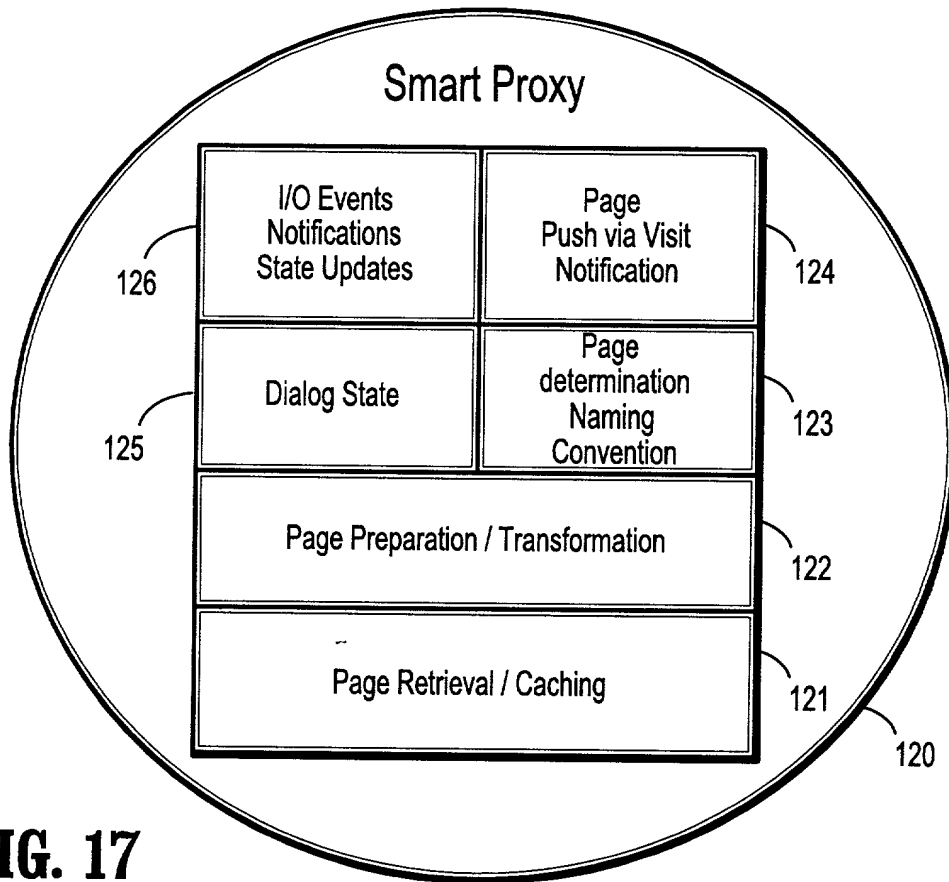 Smart Proxy
I/O Events
Notifications
State Updates
126
Page
Push via Visit
Notification
124
Dialog State
125
Page
determination
Naming
Convention
123
Page Preparation / Transformation
122
Page Retrieval / Caching
121
120
IG. 17